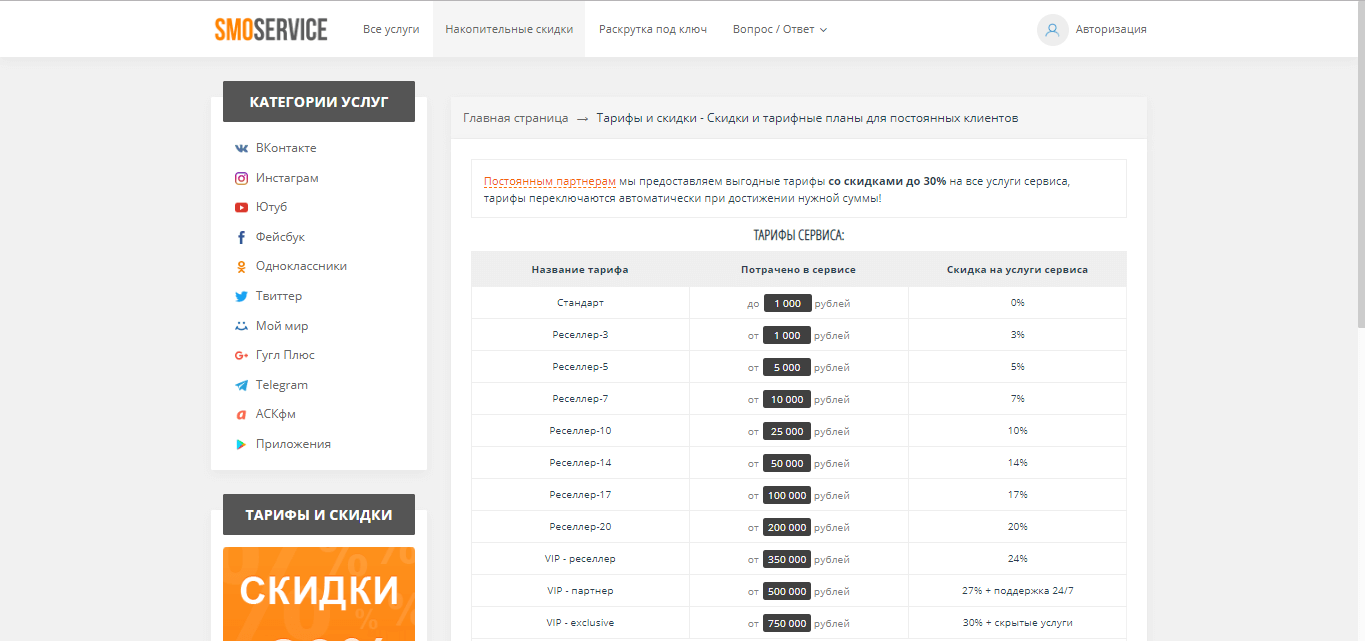 SMOSERVICE
Все услуги
Накопительные скидки
Раскрутка под ключ
Вопрос / Ответ
Авторизация
КАТЕГОРИИ УСЛУГ
ВКонтакте
Инстаграм
Ютуб
Фейсбук
Одноклассники
Твиттер
Мой мир
Гугл Плюс
Telegram
АСКфм
Приложения
ТАРИФЫ И СКИДКИ
СКИДКИ
Главная страница → Тарифы и скидки - Скидки и тарифные планы для постоянных клиентов
Постоянным партнерам мы предоставляем выгодные тарифы со скидками до 30% на все услуги сервиса,
тарифы переключаются автоматически при достижении нужной суммы!
ТАРИФЫ СЕРВИСА:
Название тарифа Потрачено в сервисе Скидка на услуги сервиса
Стандарт до 1 000 рублей 0%
Реселлер-3 от 1 000 рублей 3%
Реселлер-5 от 5 000 рублей 5%
Реселлер-7 от 10 000 рублей 7%
Реселлер-10 от 25 000 рублей 10%
Реселлер-14 от 50 000 рублей 14%
Реселлер-17 от 100 000 рублей 17%
Реселлер-20 от 200 000 рублей 20%
VIP - реселлер от 350 000 рублей 24%
VIP - партнер от 500 000 рублей 27% + поддержка 24/7
VIP - exclusive от 750 000 рублей 30% + скрытые услуги